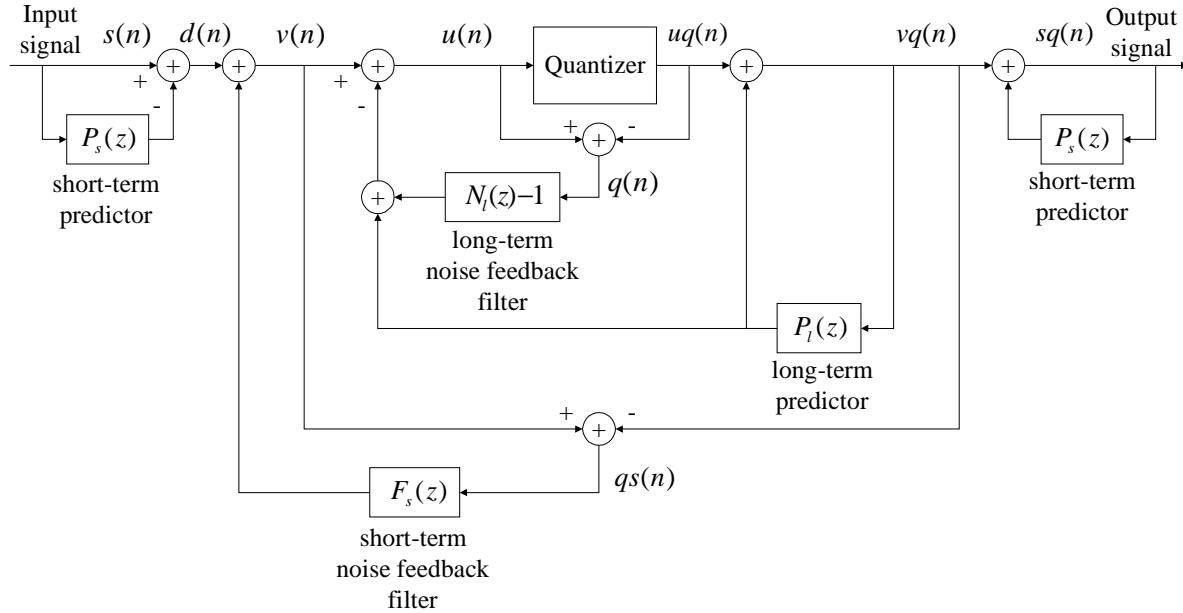 Input
signal
s(n)
d(n)
v(n)
u(n)
uq(n)
vq(n)
sq(n)
Output
signal
+
+
+
+
+
+
+
-
-
Quantizer
+
-
+
P_s(z)
short-term
predictor
q(n)
N_l(z)−1
long-term
noise feedback
filter
+
P_s(z)
short-term
predictor
P_l(z)
long-term
predictor
+
-
+
qs(n)
F_s(z)
short-term
noise feedback
filter